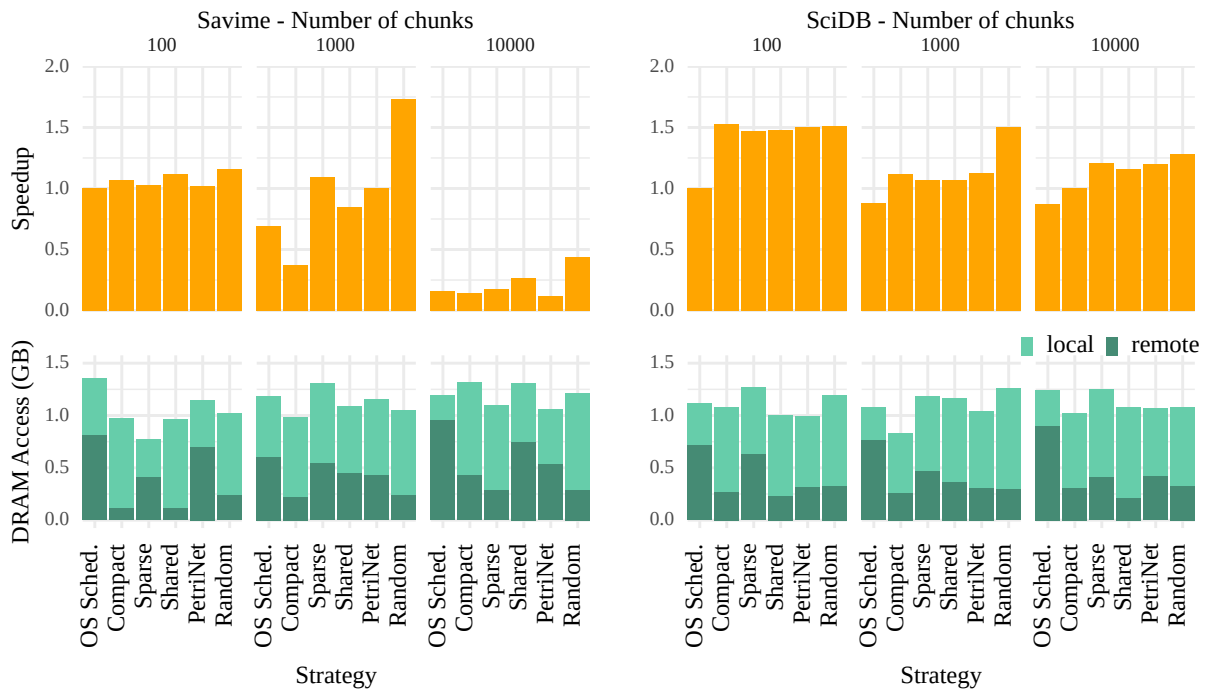 Savime - Number of chunks
100 1000 10000
SciDB - Number of chunks
100 1000 10000
Speedup
2.0
1.5
1.0
0.5
0.0
2.0
1.5
1.0
0.5
0.0
local remote
DRAM Access (GB)
1.5
1.0
0.5
0.0
1.5
1.0
0.5
0.0
OS Sched.
Compact
Sparse
Shared
PetriNet
Random
OS Sched.
Compact
Sparse
Shared
PetriNet
Random
OS Sched.
Compact
Sparse
Shared
PetriNet
Random
OS Sched.
Compact
Sparse
Shared
PetriNet
Random
OS Sched.
Compact
Sparse
Shared
PetriNet
Random
OS Sched.
Compact
Sparse
Shared
PetriNet
Random
Strategy
Strategy